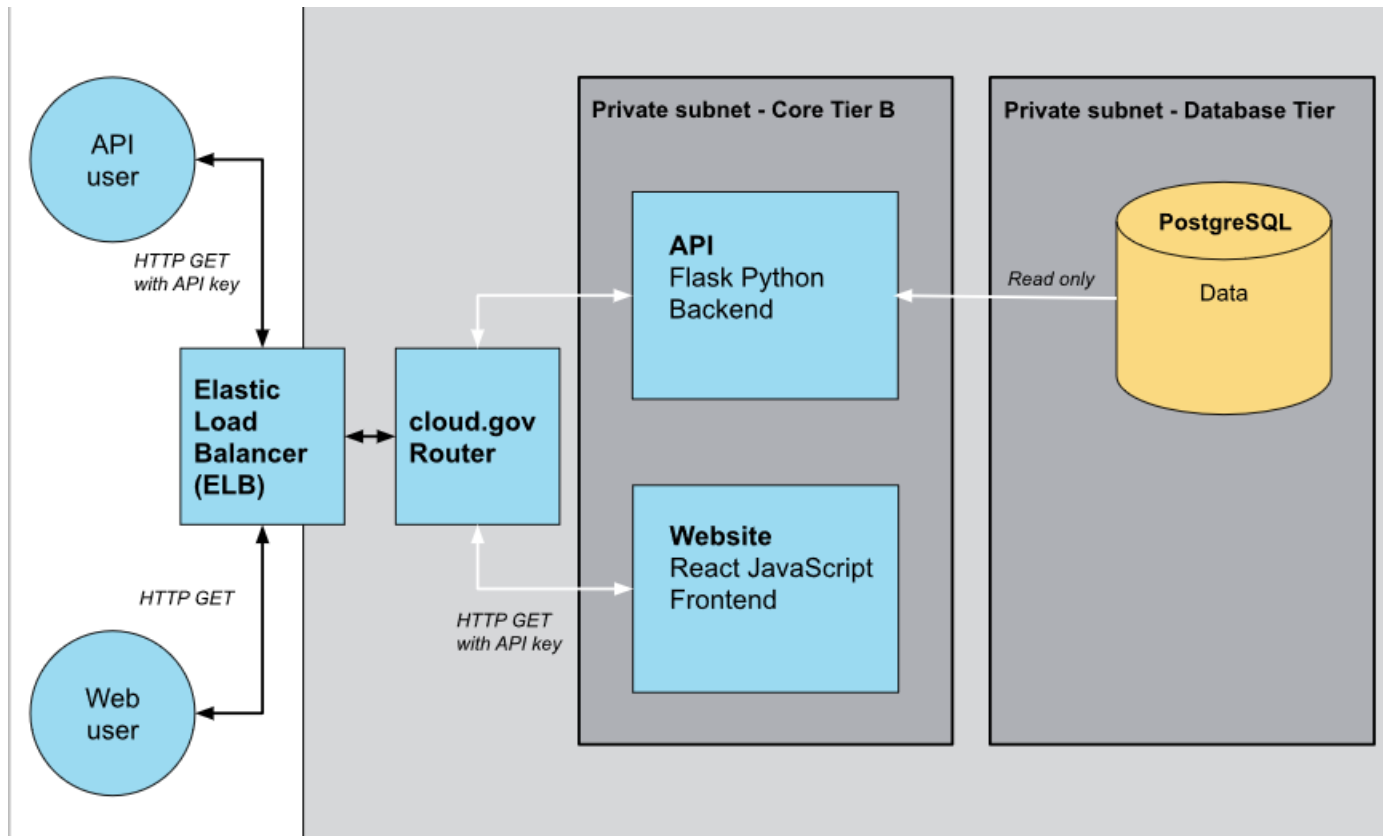 API
user
HTTP GET
with API key
Elastic
Load
Balancer
(ELB)
HTTP GET
Web
user
cloud.gov
Router
HTTP GET
with API key
Private subnet - Core Tier B
API
Flask Python
Backend
Website
React JavaScript
Frontend
Private subnet - Database Tier
Read only
PostgreSQL
Data